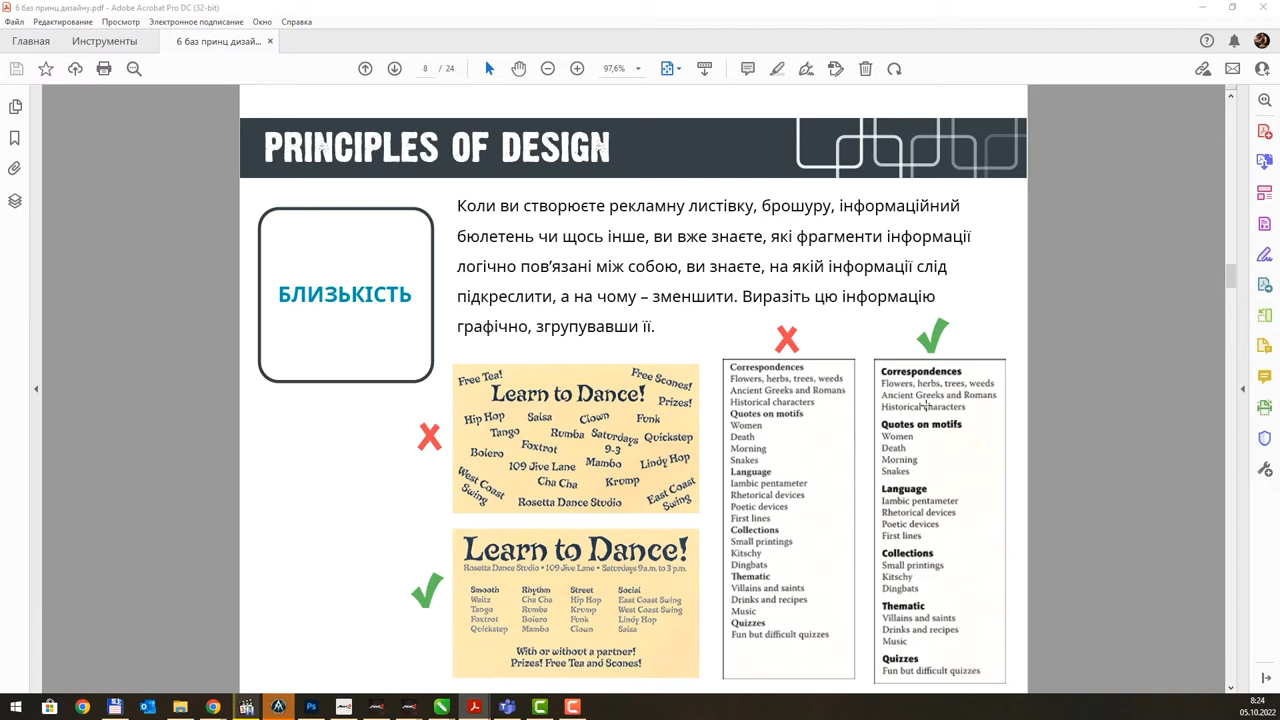 6 баз принц дизайну.pdf - Adobe Acrobat Pro DC (32-bit)
Файл Редактирование Просмотр Электронное подписание Окно Справка
Главная Инструменты 6 баз принц дизай...
8 / 24
97,6%
PRINCIPLES OF DESIGN
БЛИЗЬКІСТЬ
Коли ви створюєте рекламну листівку, брошуру, інформаційний
бюлетень чи щось інше, ви вже знаєте, які фрагменти інформації
логічно пов’язані між собою, ви знаєте, на якій інформації слід
підкреслити, а на чому – зменшити. Виразіть цю інформацію
графічно, згрупувавши її.
Free Tea!
Learn to Dance!
Free Scones!
Prizes!
Hip Hop
Salsa
Clown
Funk
Tango
Rumba
Saturdays
9-3
Quickstep
Bolero
Foxtrot
109 Jive Lane
Mambo
Lindy Hop
West Coast
Swing
Cha Cha
Krump
East Coast
Swing
Rosetta Dance Studio
Learn to Dance!
Rosetta Dance Studio • 109 Jive Lane • Saturdays 9 a.m. to 3 p.m.
Smooth
Waltz
Tango
Foxtrot
Quickstep
Rhythm
Cha Cha
Rumba
Bolero
Mambo
Street
Hip Hop
Krump
Funk
Clown
Social
East Coast Swing
West Coast Swing
Lindy Hop
Salsa
With or without a partner!
Prizes! Free Tea and Scones!
Correspondences
Flowers, herbs, trees, weeds
Ancient Greeks and Romans
Historical characters
Quotes on motifs
Women
Death
Morning
Snakes
Language
Iambic pentameter
Rhetorical devices
Poetic devices
First lines
Collections
Small printings
Kitschy
Dingbats
Thematic
Villains and saints
Drinks and recipes
Music
Quizzes
Fun but difficult quizzes
Correspondences
Flowers, herbs, trees, weeds
Ancient Greeks and Romans
Historical characters
Quotes on motifs
Women
Death
Morning
Snakes
Language
Iambic pentameter
Rhetorical devices
Poetic devices
First lines
Collections
Small printings
Kitschy
Dingbats
Thematic
Villains and saints
Drinks and recipes
Music
Quizzes
Fun but difficult quizzes
8:24
05.10.2022